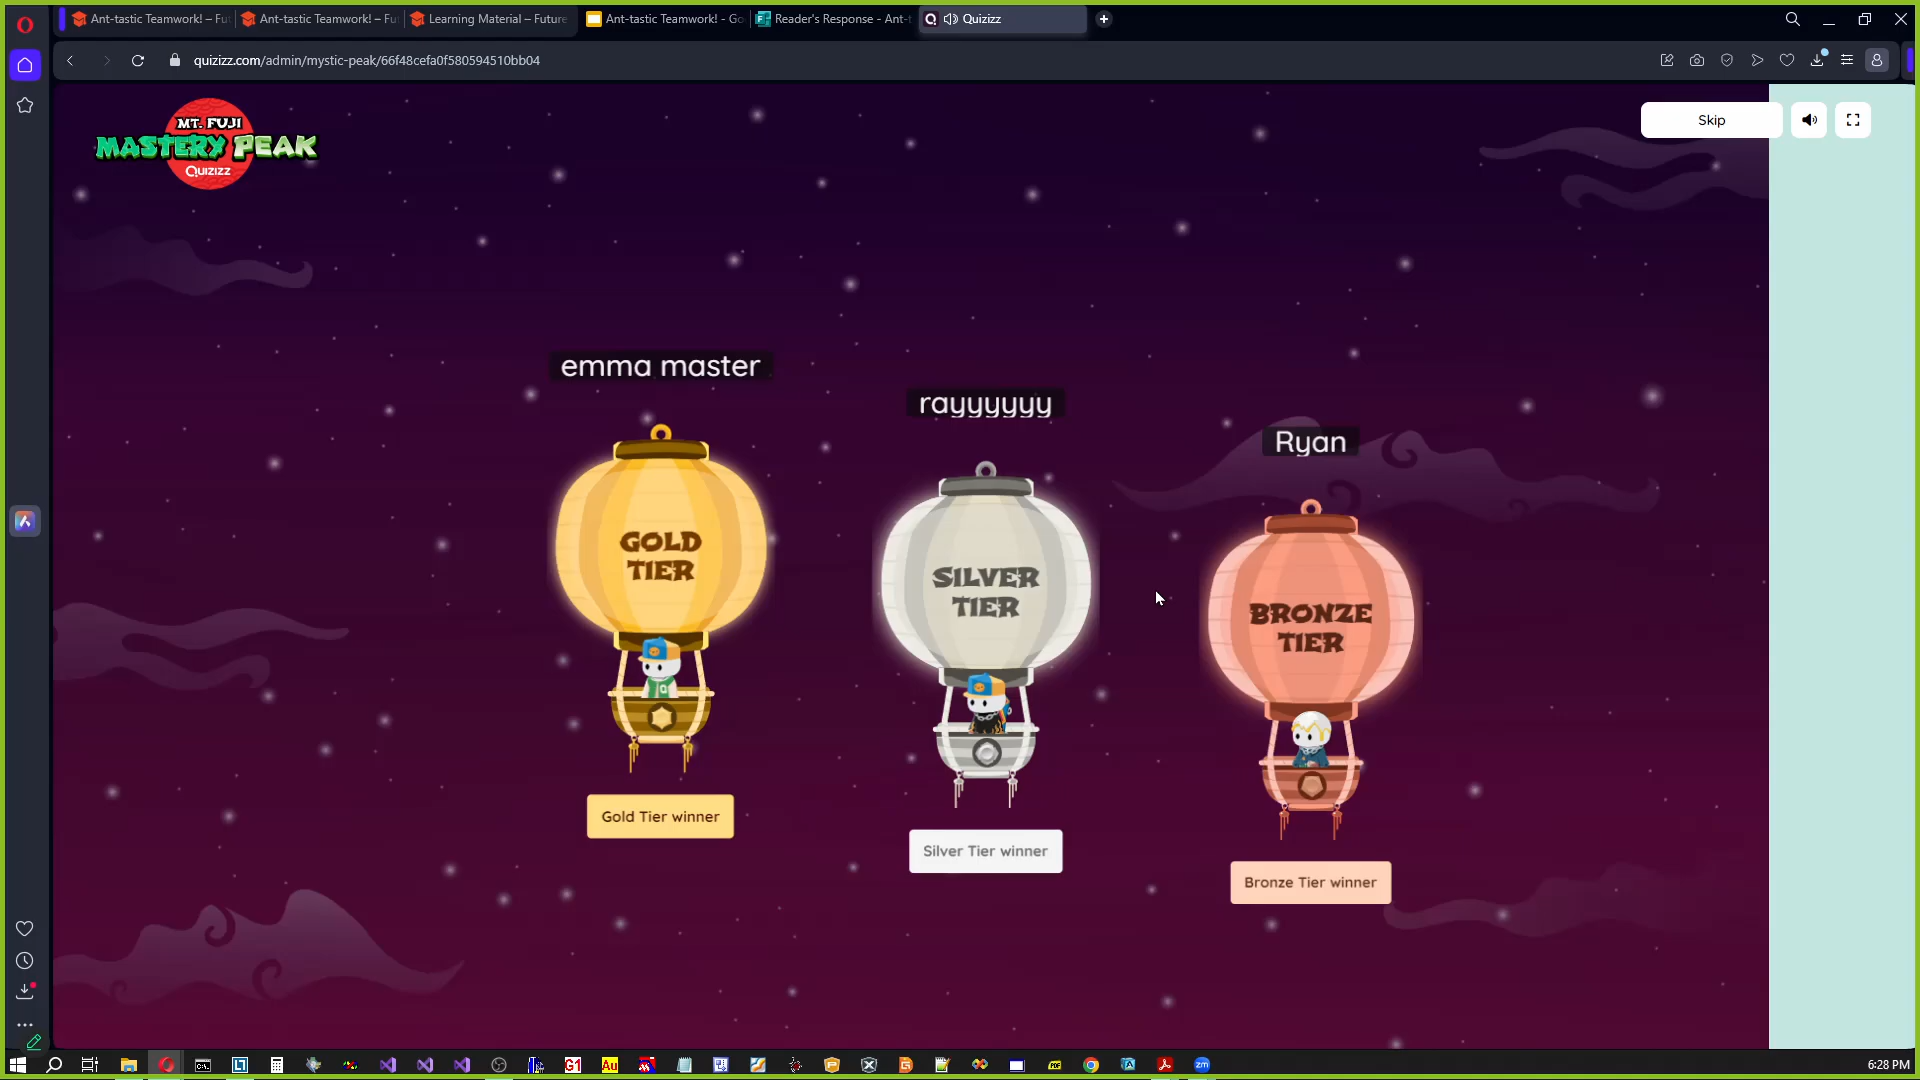 Ant-tastic Teamwork! – Fu
Ant-tastic Teamwork! – Fu
Learning Material – Future
Ant-tastic Teamwork! - Go
Reader's Response - Ant-t
Quizizz
quizizz.com/admin/mystic-peak/66f48cefa0f580594510bb04
MT. FUJI
MASTERY PEAK
Quizizz
Skip
emma master
rayyyyyy
Ryan
GOLD
TIER
SILVER
TIER
BRONZE
TIER
Gold Tier winner
Silver Tier winner
Bronze Tier winner
6:28 PM